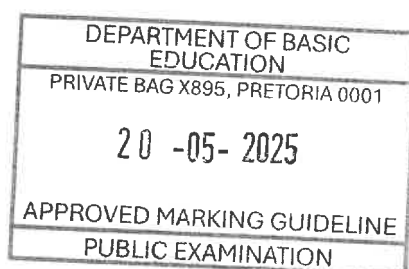 DEPARTMENT OF BASIC
EDUCATION
PRIVATE BAG X895, PRETORIA 0001
20 -05- 2025
APPROVED MARKING GUIDELINE
PUBLIC EXAMINATION